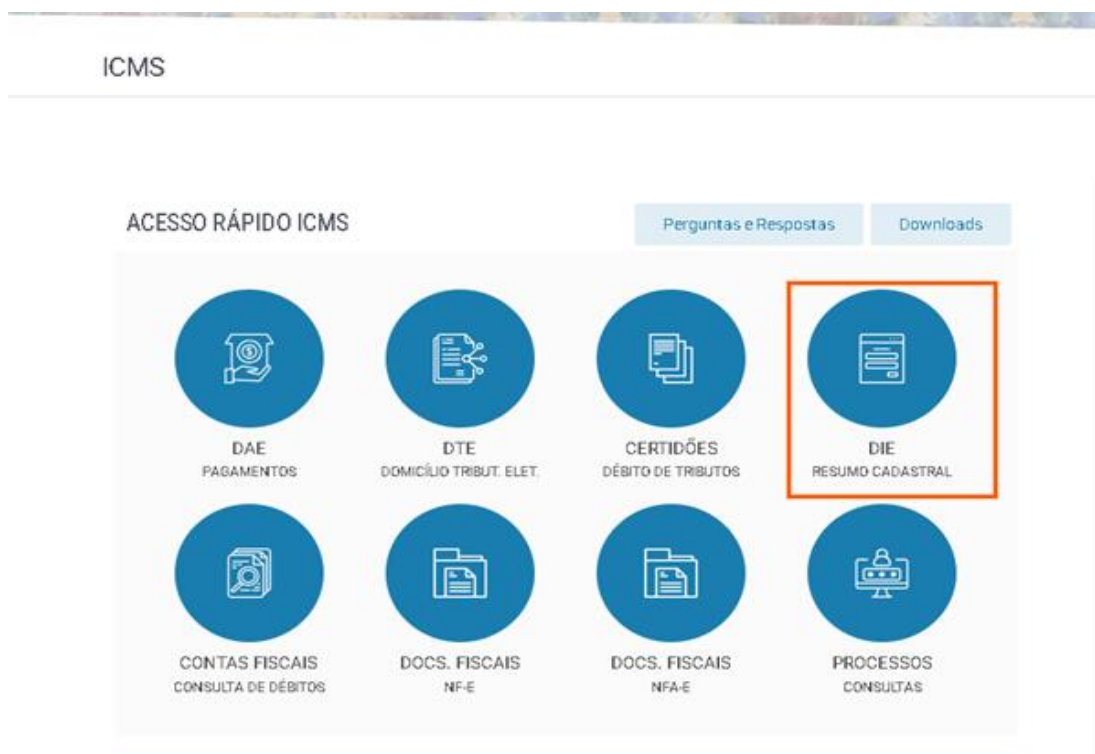 ICMS
ACESSO RÁPIDO ICMS
Perguntas e Respostas
Downloads
DAE
PAGAMENTOS
DTE
DOMICÍLIO TRIBUT. ELET.
CERTIDÕES
DÉBITO DE TRIBUTOS
DIE
RESUMO CADASTRAL
CONTAS FISCAIS
CONSULTA DE DÉBITOS
DOCS. FISCAIS
NF-E
DOCS. FISCAIS
NFA-E
PROCESSOS
CONSULTAS